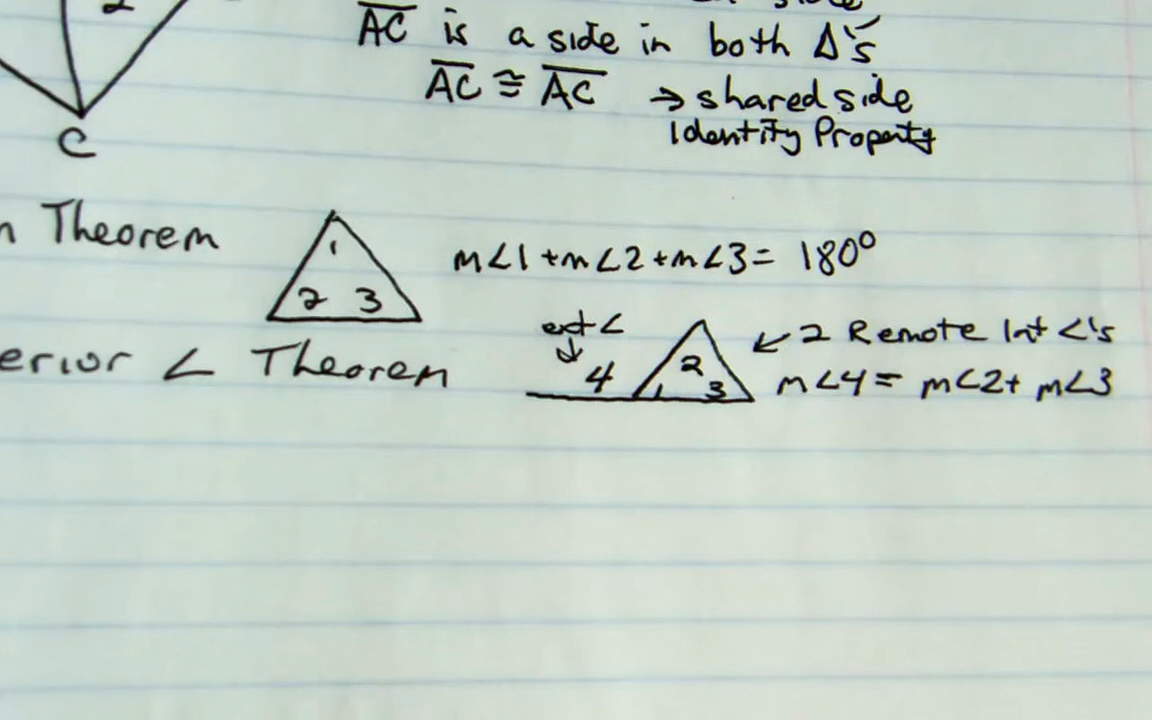 side
AC is a side in both Δ's
AC ≅ AC → shared side
Identity Property
C
Theorem
1
2 3
m∠1 + m∠2 + m∠3 = 180°
erior ∠ Theorem
ext ∠
↓
4
2
1 3
↙ 2 Remote Int ∠'s
m∠4 = m∠2 + m∠3